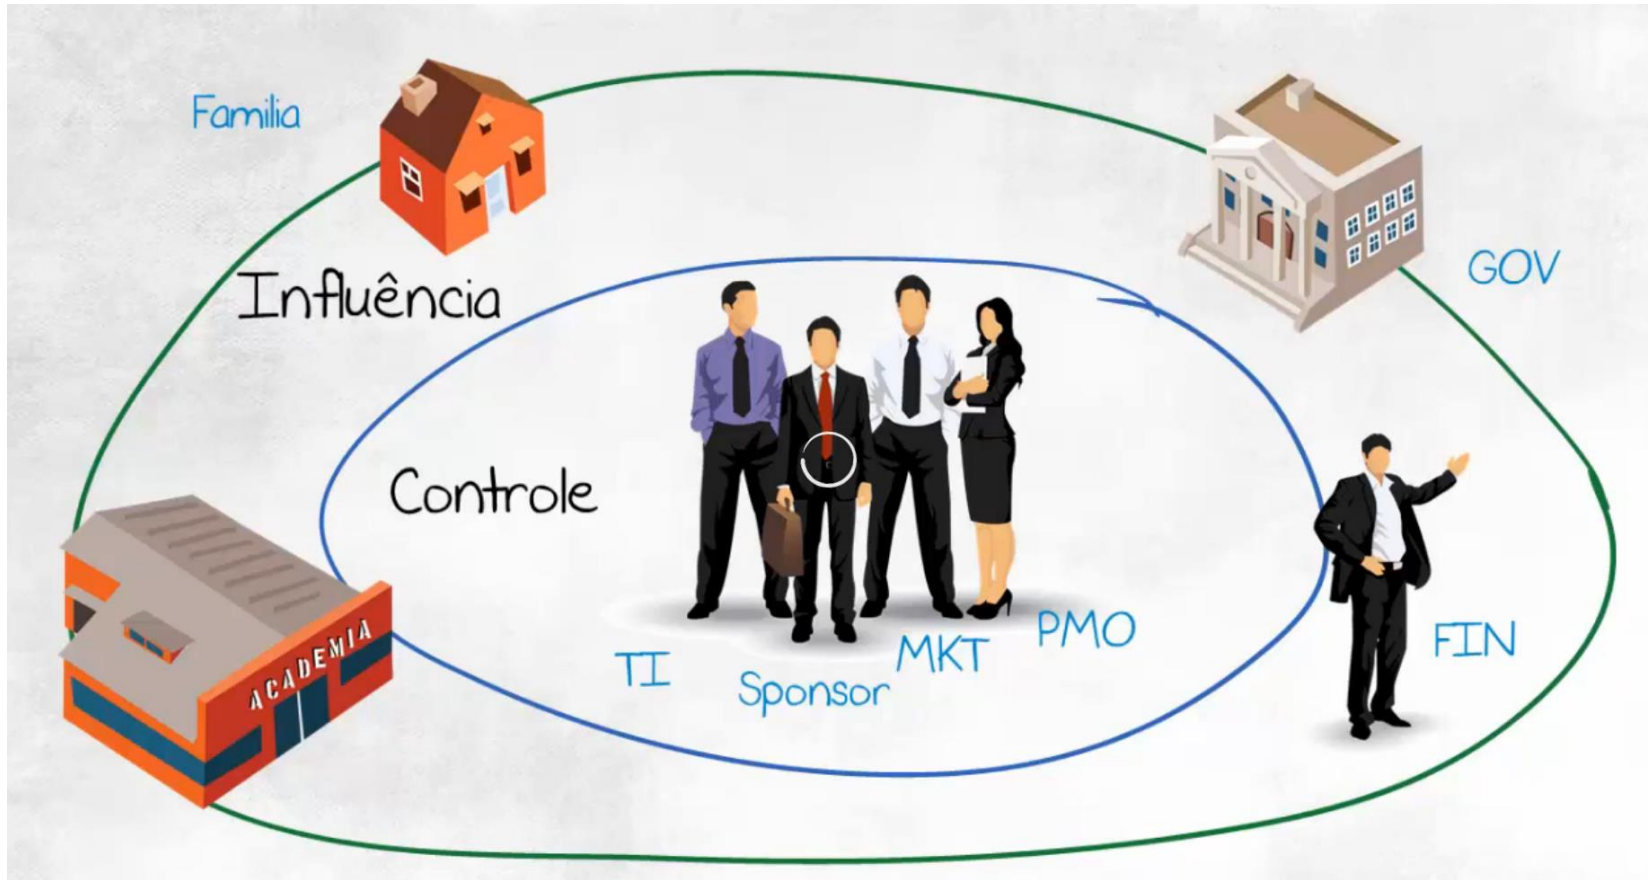 Familia
GOV
Influência
Controle
ACADEMIA
TI
Sponsor
MKT
PMO
FIN